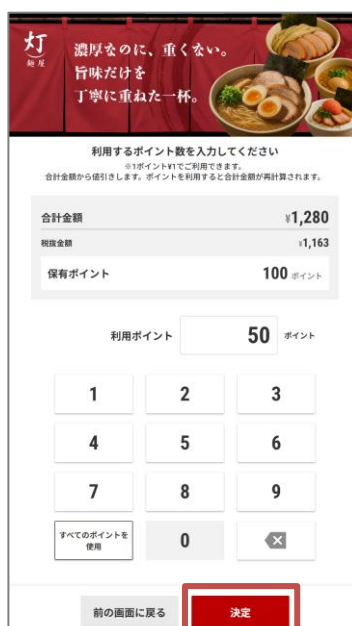 灯
麺屋
濃厚なのに、重くない。
旨味だけを
丁寧に重ねた一杯。
利用するポイント数を入力してください
※1ポイント¥1でご利用できます。
合計金額から値引きします。ポイントを利用すると合計金額が再計算されます。
合計金額 ¥1,280
税抜金額 ¥1,163
保有ポイント 100 ポイント
利用ポイント 50 ポイント
1 2 3
4 5 6
7 8 9
すべてのポイントを
使用 0
前の画面に戻る 決定